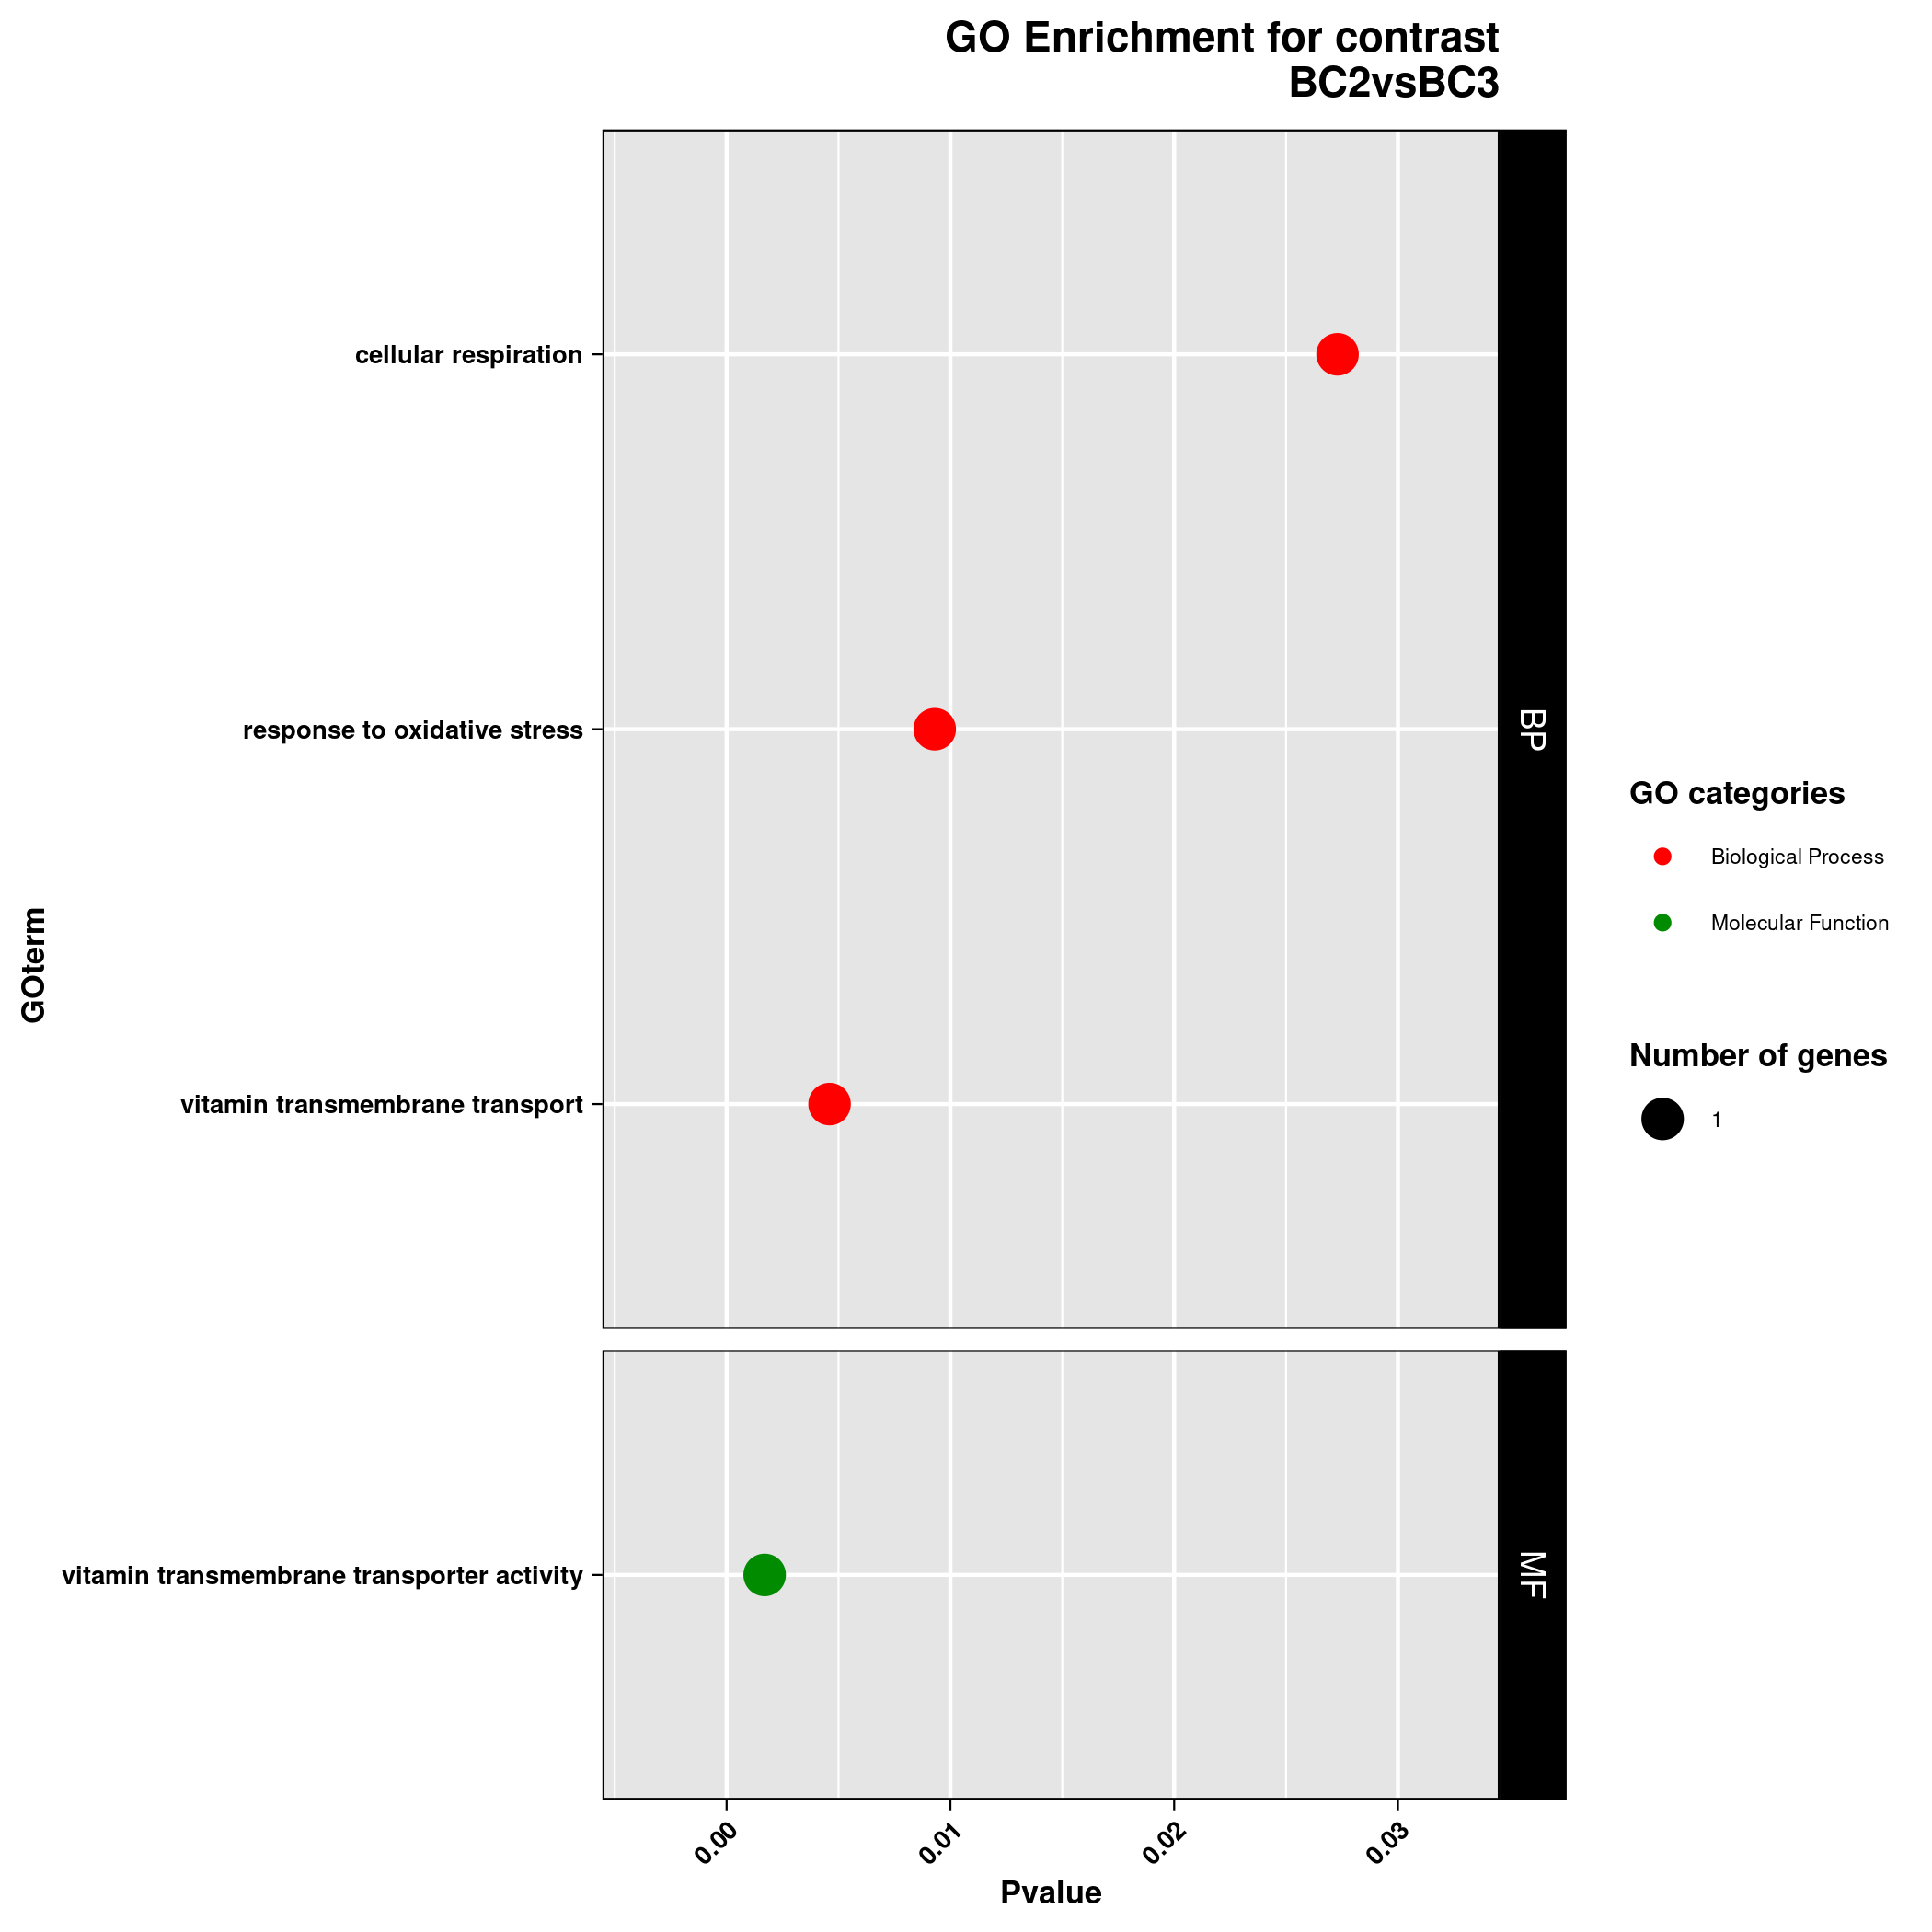 GO Enrichment for contrast
BC2vsBC3
GOterm
cellular respiration
response to oxidative stress
vitamin transmembrane transport
BP
vitamin transmembrane transporter activity
MF
0.00
0.01
0.02
0.03
Pvalue
GO categories
Biological Process
Molecular Function
Number of genes
1